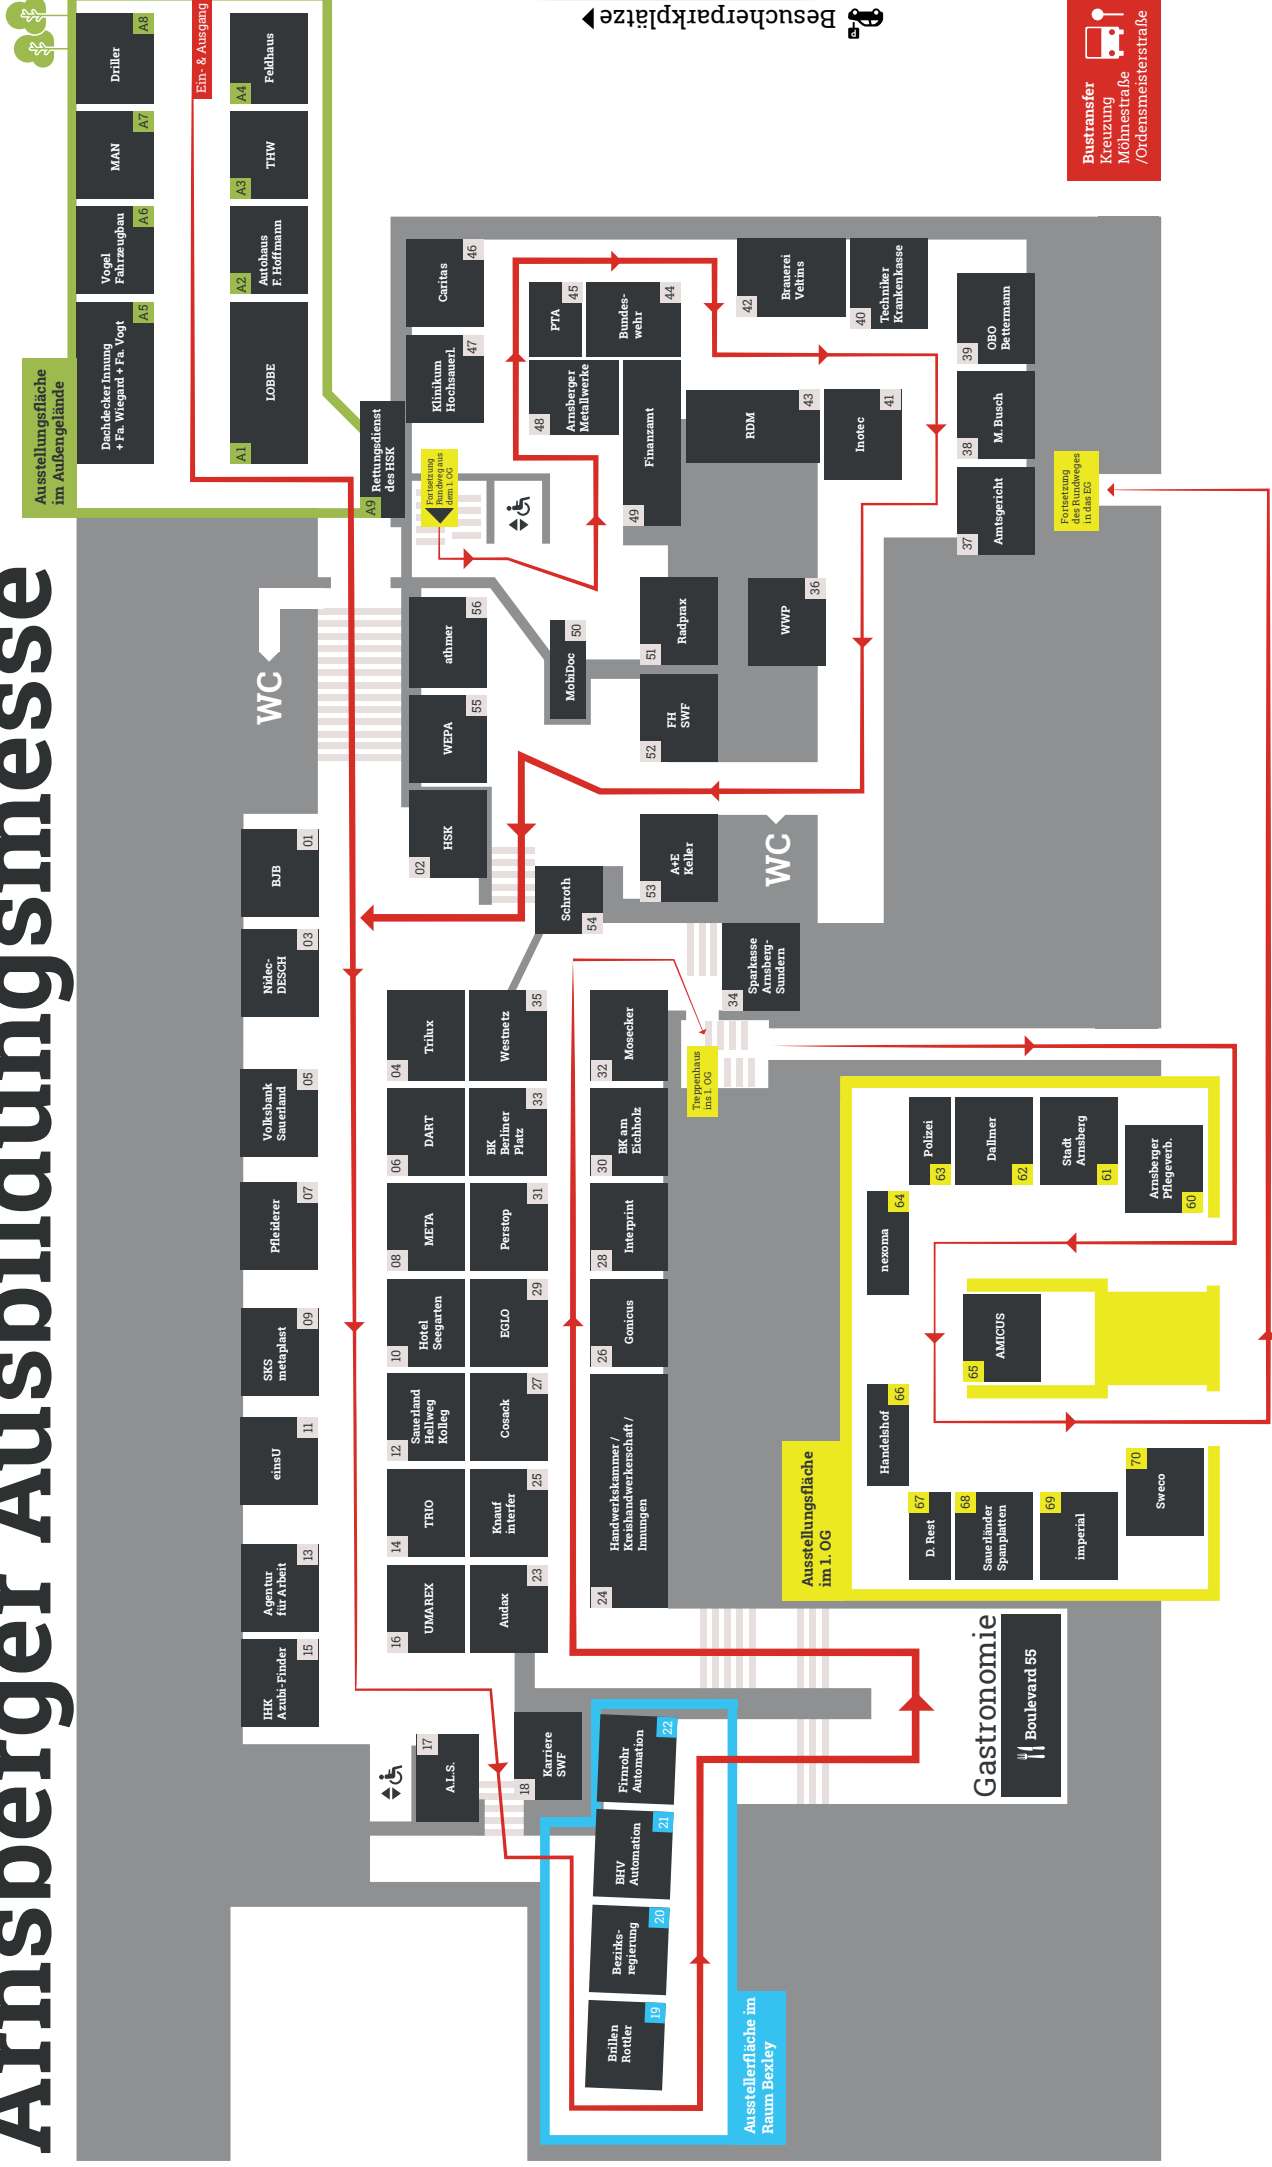 Arnsberger Ausbildungsmesse
Ausstellungsfläche
im Außengelände
Dachdecker Innung
+ Fa. Wiegard + Fa. Vogt
A5
Vogel
Fahrzeugbau
A6
MAN
A7
Driller
A8
Ein- & Ausgang
LOBBE
A1
Autohaus
F. Hoffmann
A2
THW
A3
Feldhaus
A4
Rettungsdienst
des HSK
A9
Besucherparkplätze
P
Bustransfer
Kreuzung
Möhnestraße
/Ordensmeisterstraße
WC
IHK
Azubi-Finder
15
Agentur
für Arbeit
13
einsU
11
SKS
metaplast
09
Pfleiderer
07
Volksbank
Sauerland
05
Nidec-
DESCH
03
BJB
01
HSK
02
WEPA
55
athmer
56
Klinikum
Hochsauerl.
47
Caritas
46
Fortsetzung
Rundweg aus
dem 1. OG
A.L.S.
17
UMAREX
16
TRIO
14
Sauerland
Hellweg
Kolleg
12
Hotel
Seegarten
10
META
08
DART
06
Trilux
04
Karriere
SWF
18
Audax
23
Knauf
interfer
25
Cosack
27
EGLO
29
Perstop
31
BK
Berliner
Platz
33
Westnetz
35
Schroth
54
MobiDoc
50
Arnsberger
Metallwerke
48
PTA
45
Bundes-
wehr
44
Finanzamt
49
Brillen
Rottler
19
Bezirks-
regierung
20
BHV
Automation
21
Firnrohr
Automation
22
Ausstellerfläche im
Raum Bexley
Handwerkskammer /
Kreishandwerkerschaft /
Innungen
24
Gonicus
26
Interprint
28
BK am
Eichholz
30
Mosecker
32
Treppenhaus
ins 1. OG
Sparkasse
Arnsberg-
Sundern
34
A+E
Keller
53
WC
FH
SWF
52
Radprax
51
WWP
36
RDM
43
Inotec
41
Brauerei
Veltins
42
Techniker
Krankenkasse
40
Amtsgericht
37
M. Busch
38
OBO
Bettermann
39
Fortsetzung
des Rundweges
in das EG
Ausstellungsfläche
im 1. OG
Handelshof
66
nexoma
64
D. Rest
67
Polizei
63
Sauerländer
Spanplatten
68
AMICUS
65
Dallmer
62
imperial
69
Stadt
Arnsberg
61
Sweco
70
Arnsberger
Pflegeverb.
60
Gastronomie
Boulevard 55